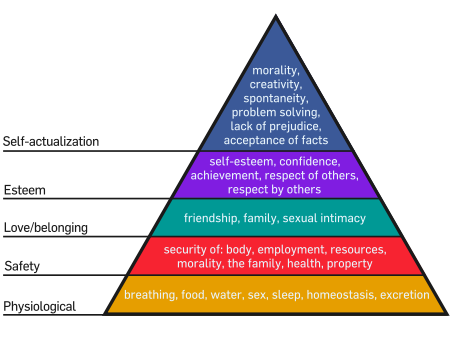 morality,
creativity,
spontaneity,
problem solving,
lack of prejudice,
acceptance of facts
Self-actualization
self-esteem, confidence,
achievement, respect of others,
respect by others
Esteem
friendship, family, sexual intimacy
Love/belonging
security of: body, employment, resources,
morality, the family, health, property
Safety
breathing, food, water, sex, sleep, homeostasis, excretion
Physiological